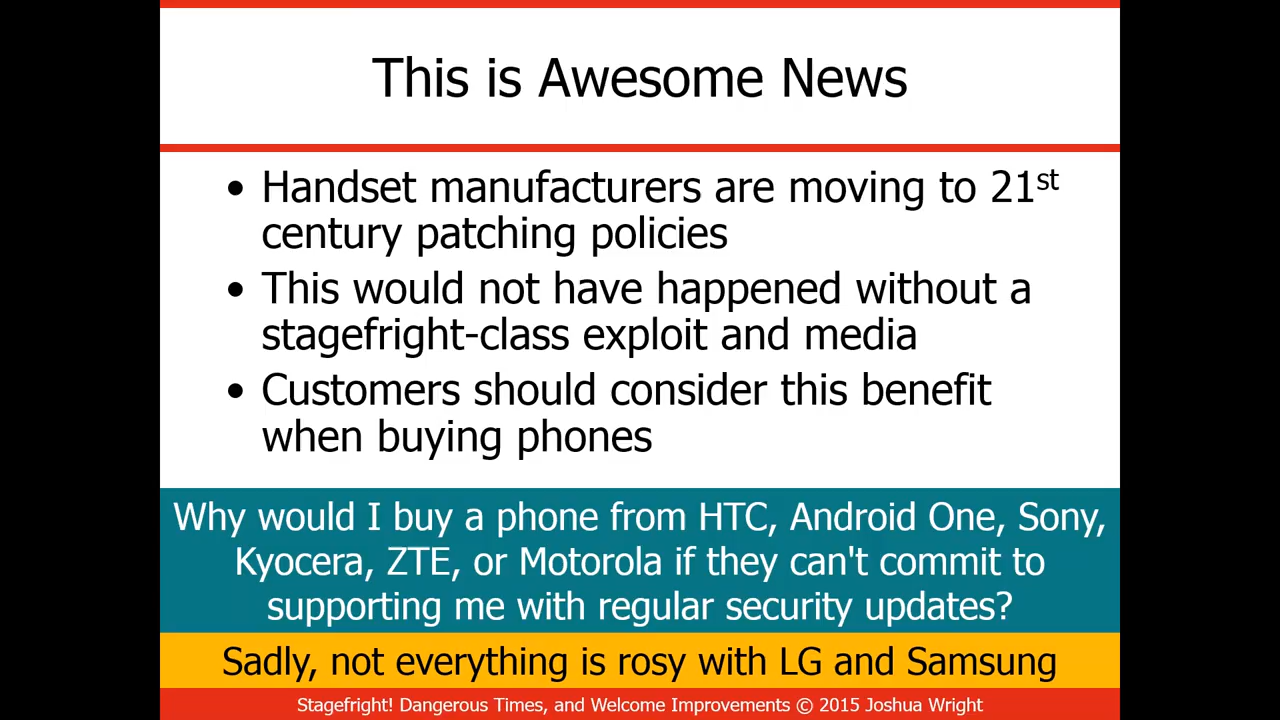 This is Awesome News
• Handset manufacturers are moving to 21st
century patching policies
• This would not have happened without a
stagefright-class exploit and media
• Customers should consider this benefit
when buying phones
Why would I buy a phone from HTC, Android One, Sony,
Kyocera, ZTE, or Motorola if they can't commit to
supporting me with regular security updates?
Sadly, not everything is rosy with LG and Samsung
Stagefright! Dangerous Times, and Welcome Improvements © 2015 Joshua Wright